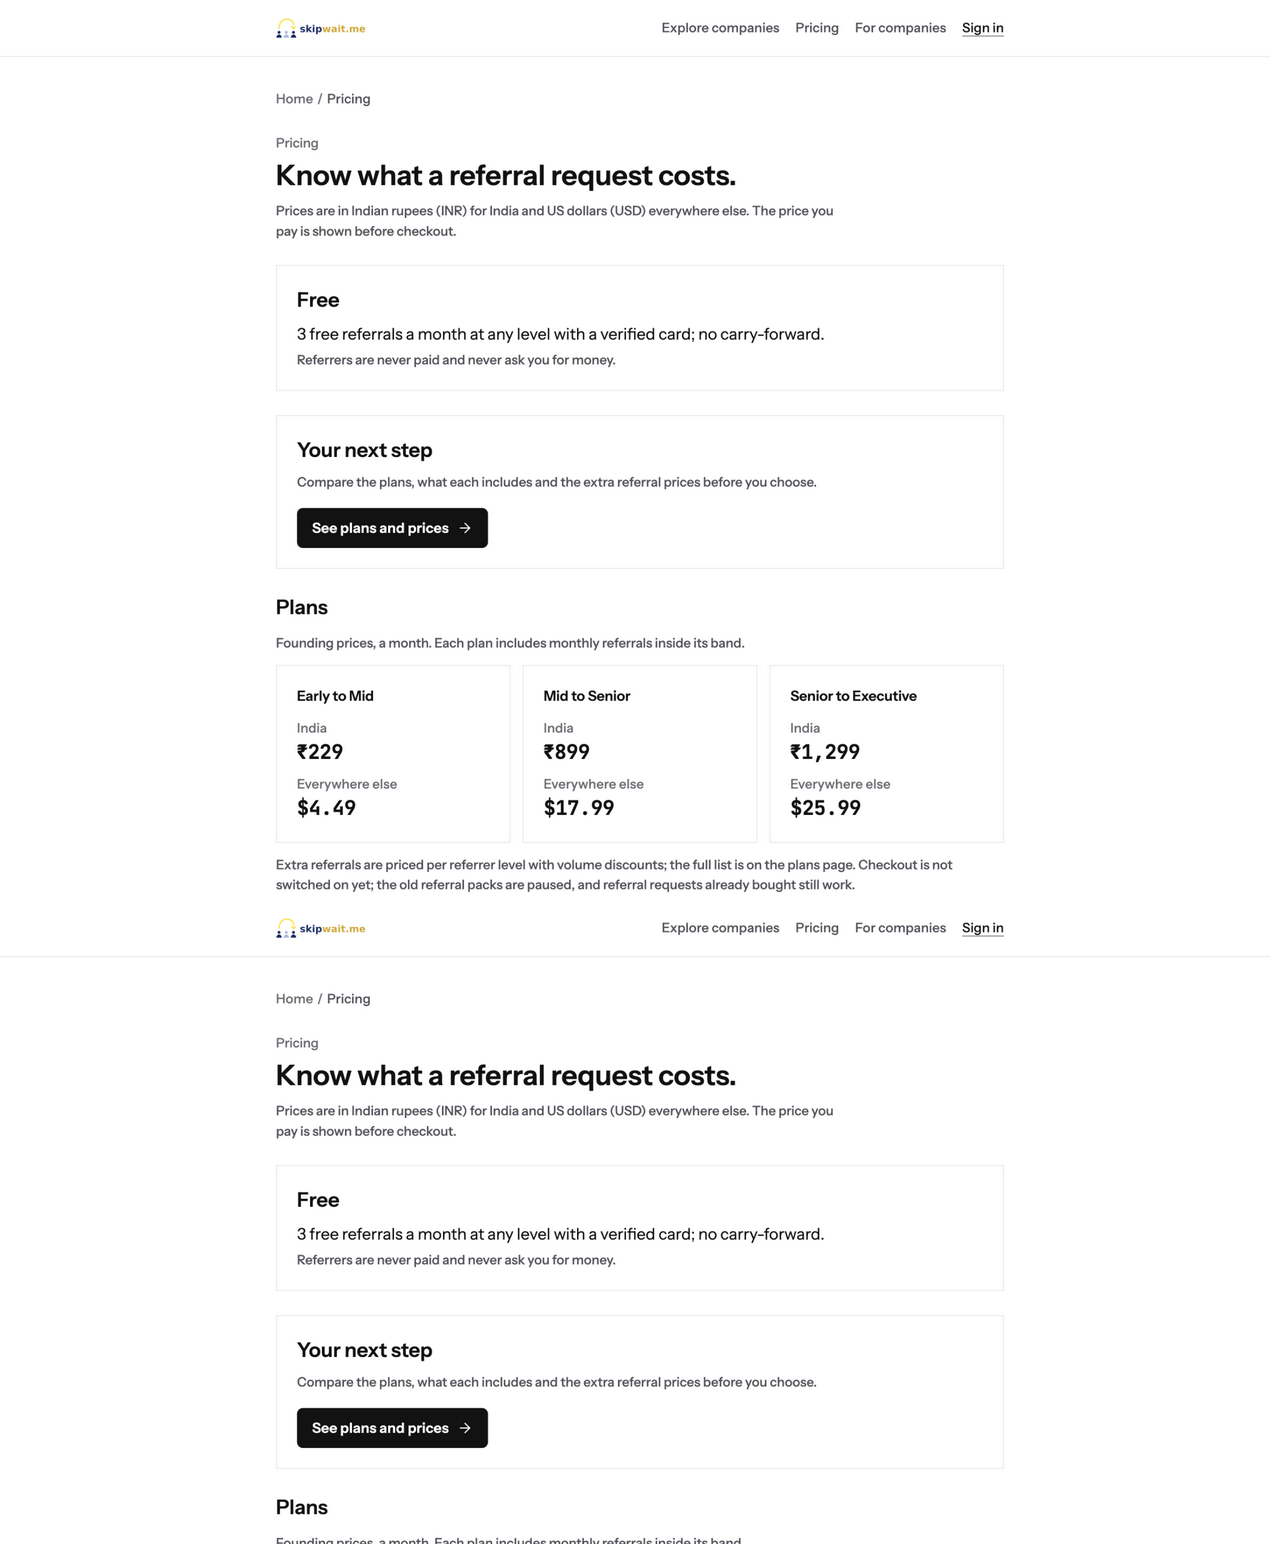 skipwait.me Explore companies Pricing For companies Sign in
Home / Pricing
Pricing
Know what a referral request costs.
Prices are in Indian rupees (INR) for India and US dollars (USD) everywhere else. The price you
pay is shown before checkout.
Free
3 free referrals a month at any level with a verified card; no carry-forward.
Referrers are never paid and never ask you for money.
Your next step
Compare the plans, what each includes and the extra referral prices before you choose.
See plans and prices →
Plans
Founding prices, a month. Each plan includes monthly referrals inside its band.
Early to Mid
India
₹229
Everywhere else
$4.49
Mid to Senior
India
₹899
Everywhere else
$17.99
Senior to Executive
India
₹1,299
Everywhere else
$25.99
Extra referrals are priced per referrer level with volume discounts; the full list is on the plans page. Checkout is not
switched on yet; the old referral packs are paused, and referral requests already bought still work.
skipwait.me Explore companies Pricing For companies Sign in
Home / Pricing
Pricing
Know what a referral request costs.
Prices are in Indian rupees (INR) for India and US dollars (USD) everywhere else. The price you
pay is shown before checkout.
Free
3 free referrals a month at any level with a verified card; no carry-forward.
Referrers are never paid and never ask you for money.
Your next step
Compare the plans, what each includes and the extra referral prices before you choose.
See plans and prices →
Plans
Founding prices, a month. Each plan includes monthly referrals inside its band.